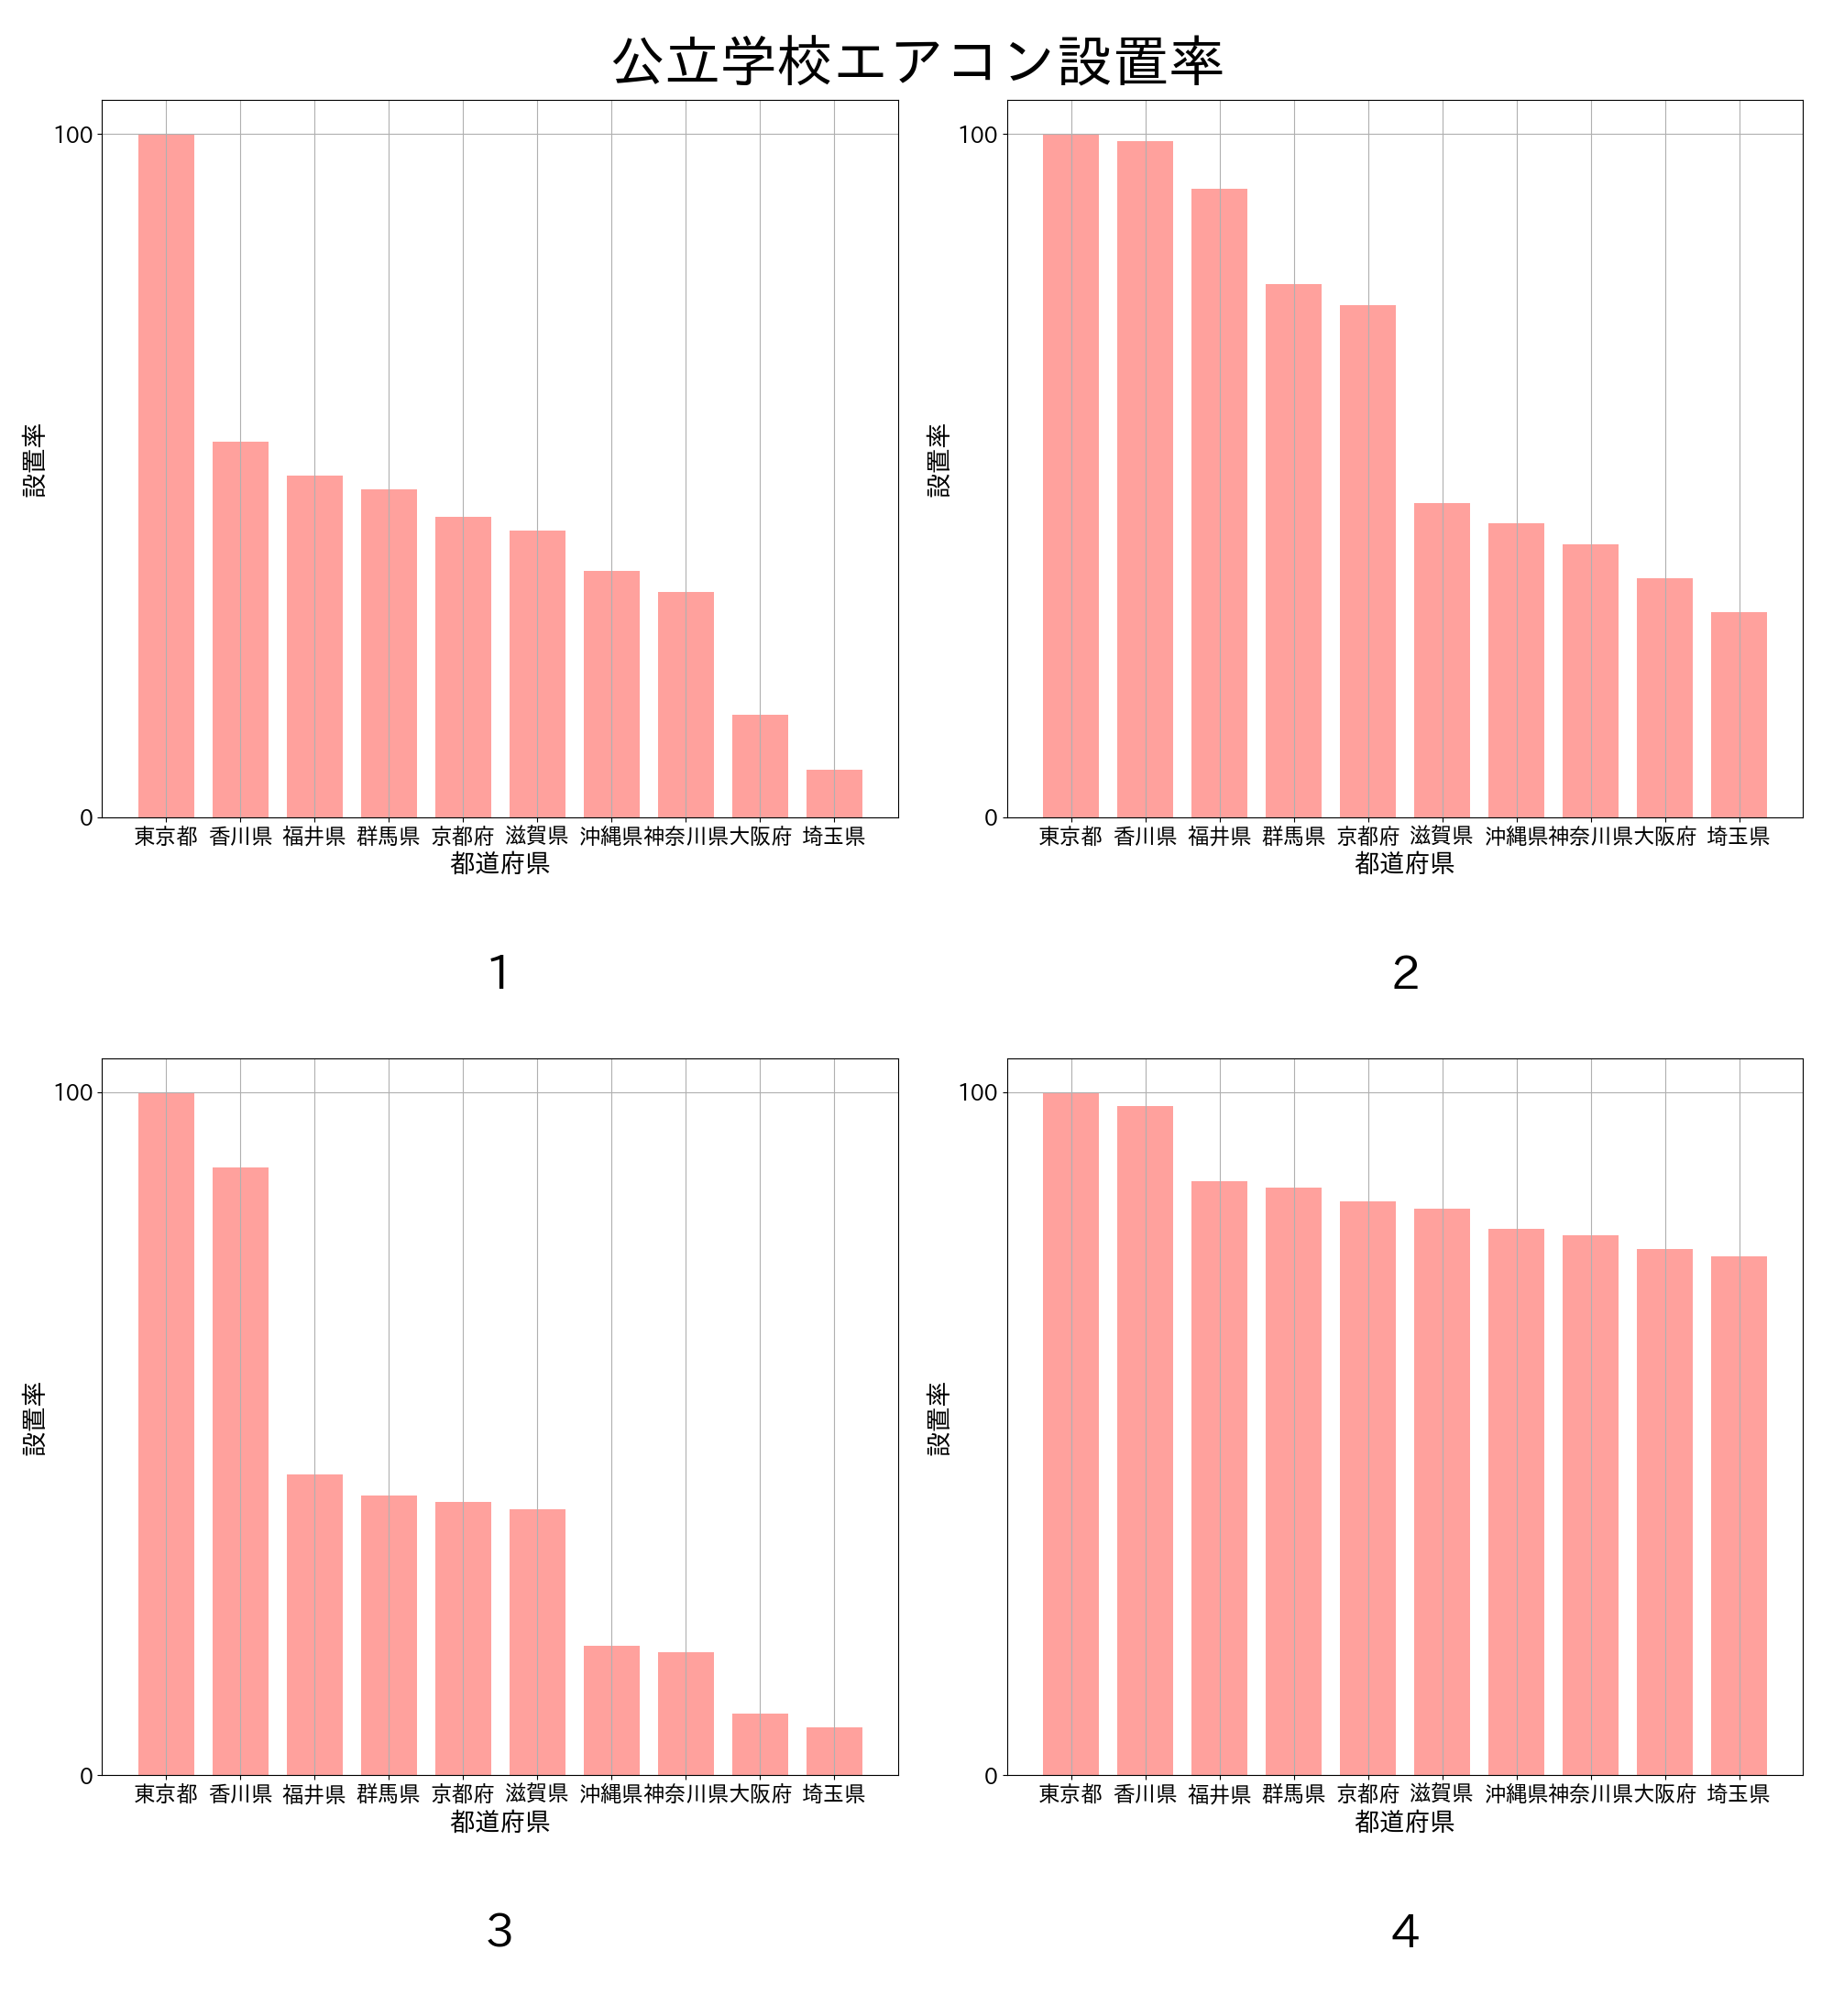 公立学校エアコン設置率
100
0
設置率
東京都 香川県 福井県 群馬県 京都府 滋賀県 沖縄県 神奈川県 大阪府 埼玉県
都道府県
1
100
0
設置率
東京都 香川県 福井県 群馬県 京都府 滋賀県 沖縄県 神奈川県 大阪府 埼玉県
都道府県
2
100
0
設置率
東京都 香川県 福井県 群馬県 京都府 滋賀県 沖縄県 神奈川県 大阪府 埼玉県
都道府県
3
100
0
設置率
東京都 香川県 福井県 群馬県 京都府 滋賀県 沖縄県 神奈川県 大阪府 埼玉県
都道府県
4